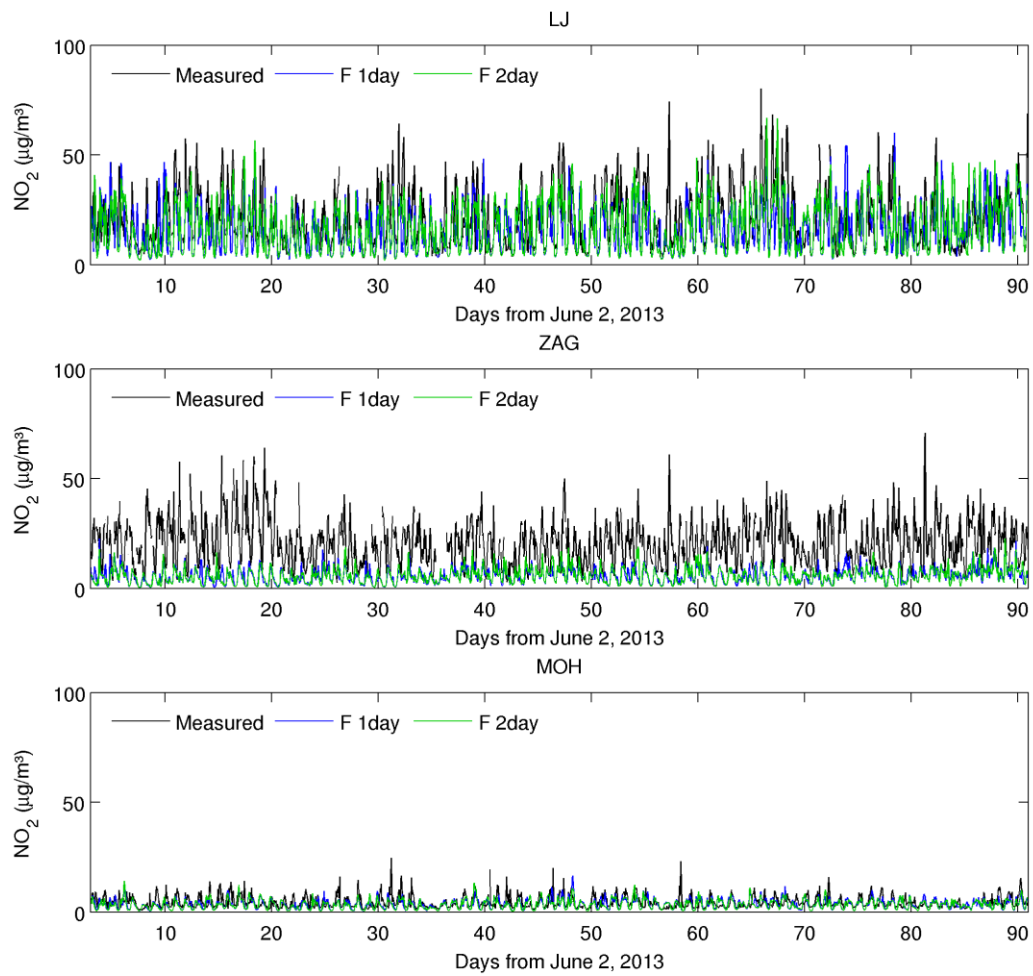 LJ
100
Measured F 1day F 2day
50
NO2 (µg/m³)
0
10 20 30 40 50 60 70 80 90
Days from June 2, 2013
ZAG
100
Measured F 1day F 2day
50
NO2 (µg/m³)
0
10 20 30 40 50 60 70 80 90
Days from June 2, 2013
MOH
100
Measured F 1day F 2day
50
NO2 (µg/m³)
0
10 20 30 40 50 60 70 80 90
Days from June 2, 2013